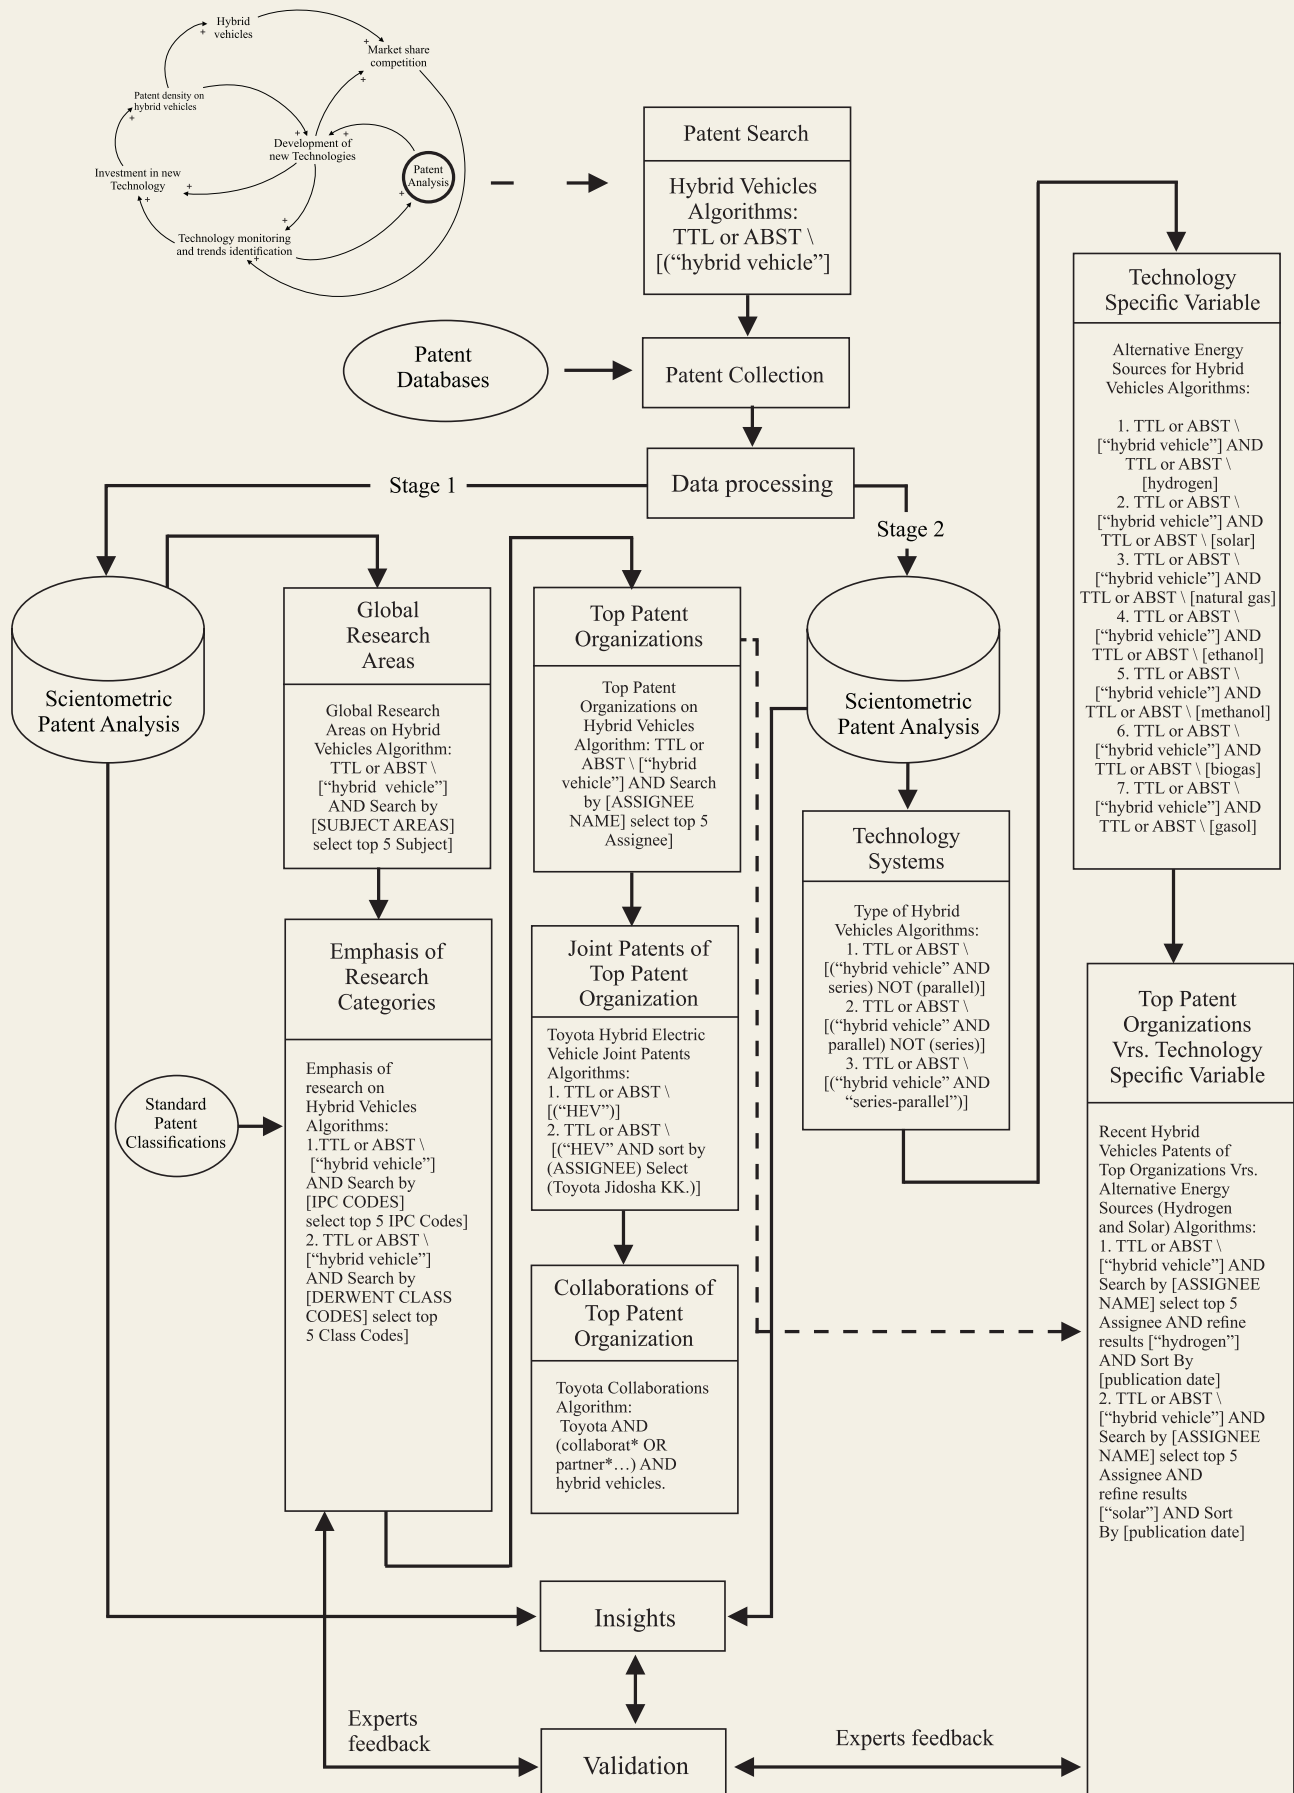 Hybrid
vehicles
+
Market share
competition
+
+
Patent density on
hybrid vehicles
+
Development of
new Technologies
+
+
Patent
Analysis
+
Investment in new
Technology
+
+
Technology monitoring
and trends identification
+
+
Patent Search
Hybrid Vehicles
Algorithms:
TTL or ABST \
[(“hybrid vehicle”]
Patent
Databases
Patent Collection
Data processing
Stage 1
Stage 2
Scientometric
Patent Analysis
Global
Research
Areas
Global Research
Areas on Hybrid
Vehicles Algorithm:
TTL or ABST \
[“hybrid vehicle”]
AND Search by
[SUBJECT AREAS]
select top 5 Subject]
Emphasis of
Research
Categories
Emphasis of
research on
Hybrid Vehicles
Algorithms:
1.TTL or ABST \
[“hybrid vehicle”]
AND Search by
[IPC CODES]
select top 5 IPC Codes]
2. TTL or ABST \
[“hybrid vehicle”]
AND Search by
[DERWENT CLASS
CODES] select top
5 Class Codes]
Standard
Patent
Classifications
Top Patent
Organizations
Top Patent
Organizations on
Hybrid Vehicles
Algorithm: TTL or
ABST \ [“hybrid
vehicle”] AND Search
by [ASSIGNEE
NAME] select top 5
Assignee]
Joint Patents of
Top Patent
Organization
Toyota Hybrid Electric
Vehicle Joint Patents
Algorithms:
1. TTL or ABST \
[(“HEV”)]
2. TTL or ABST \
[(“HEV” AND sort by
(ASSIGNEE) Select
(Toyota Jidosha KK.)]
Collaborations of
Top Patent
Organization
Toyota Collaborations
Algorithm:
Toyota AND
(collaborat* OR
partner*…) AND
hybrid vehicles.
Scientometric
Patent Analysis
Technology
Systems
Type of Hybrid
Vehicles Algorithms:
1. TTL or ABST \
[(“hybrid vehicle” AND
series) NOT (parallel)]
2. TTL or ABST \
[(“hybrid vehicle” AND
parallel) NOT (series)]
3. TTL or ABST \
[(“hybrid vehicle” AND
“series-parallel”)]
Technology
Specific Variable
Alternative Energy
Sources for Hybrid
Vehicles Algorithms:
1. TTL or ABST \
[“hybrid vehicle”] AND
TTL or ABST \
[hydrogen]
2. TTL or ABST \
[“hybrid vehicle”] AND
TTL or ABST \ [solar]
3. TTL or ABST \
[“hybrid vehicle”] AND
TTL or ABST \ [natural gas]
4. TTL or ABST \
[“hybrid vehicle”] AND
TTL or ABST \ [ethanol]
5. TTL or ABST \
[“hybrid vehicle”] AND
TTL or ABST \ [methanol]
6. TTL or ABST \
[“hybrid vehicle”] AND
TTL or ABST \ [biogas]
7. TTL or ABST \
[“hybrid vehicle”] AND
TTL or ABST \ [gasol]
Top Patent
Organizations
Vrs. Technology
Specific Variable
Recent Hybrid
Vehicles Patents of
Top Organizations Vrs.
Alternative Energy
Sources (Hydrogen
and Solar) Algorithms:
1. TTL or ABST \
[“hybrid vehicle”] AND
Search by [ASSIGNEE
NAME] select top 5
Assignee AND refine
results [“hydrogen”]
AND Sort By
[publication date]
2. TTL or ABST \
[“hybrid vehicle”] AND
Search by [ASSIGNEE
NAME] select top 5
Assignee AND
refine results
[“solar”] AND Sort
By [publication date]
Insights
Experts
feedback
Validation
Experts feedback